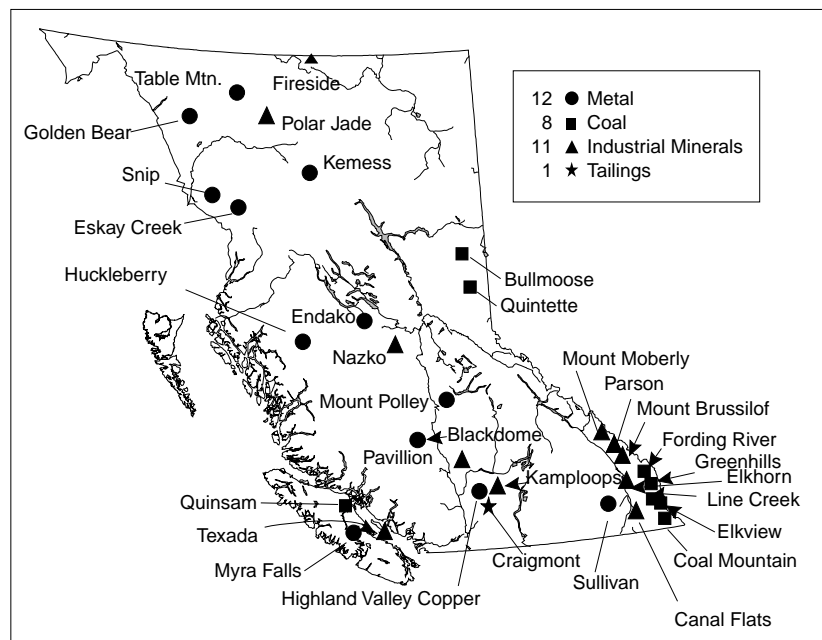 Table Mtn.
Fireside
Golden Bear
Polar Jade
Kemess
Snip
Eskay Creek
12 Metal
8 Coal
11 Industrial Minerals
1 Tailings
Huckleberry
Bullmoose
Quintette
Endako
Nazko
Mount Moberly
Parson
Mount Polley
Mount Brussilof
Blackdome
Fording River
Pavillion
Greenhills
Kamploops
Elkhorn
Quinsam
Line Creek
Texada
Elkview
Craigmont
Coal Mountain
Myra Falls
Sullivan
Highland Valley Copper
Canal Flats